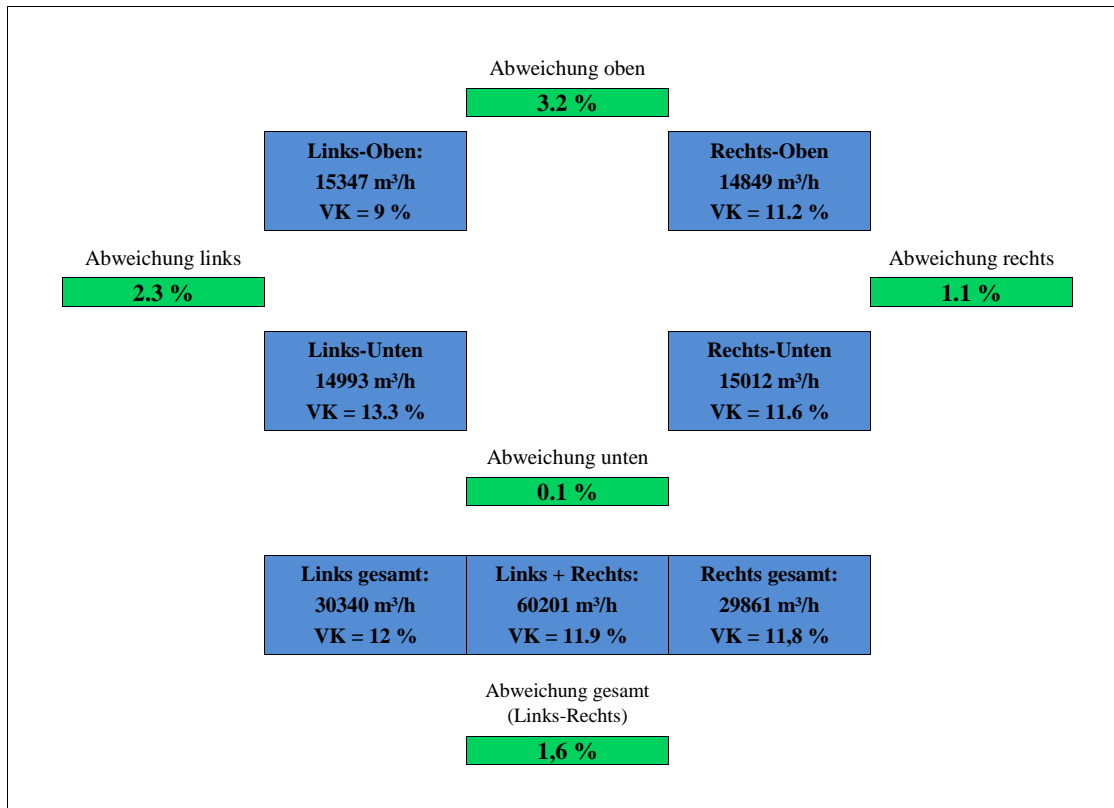 Abweichung oben
3.2 %
Links-Oben:
15347 m³/h
VK = 9 %
Rechts-Oben
14849 m³/h
VK = 11.2 %
Abweichung links
2.3 %
Abweichung rechts
1.1 %
Links-Unten
14993 m³/h
VK = 13.3 %
Rechts-Unten
15012 m³/h
VK = 11.6 %
Abweichung unten
0.1 %
Links gesamt:
30340 m³/h
VK = 12 %
Links + Rechts:
60201 m³/h
VK = 11.9 %
Rechts gesamt:
29861 m³/h
VK = 11,8 %
Abweichung gesamt
(Links-Rechts)
1,6 %